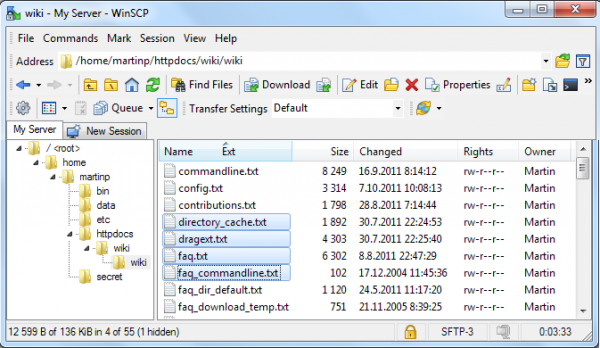 wiki - My Server - WinSCP
File Commands Mark Session View Help
Address /home/martinp/httpdocs/wiki/wiki
Find Files Download Edit Properties »
Queue Transfer Settings Default
My Server New Session
/ <root>
home
martinp
bin
data
etc
httpdocs
wiki
wiki
secret
Name Ext Size Changed Rights Owner
commandline.txt 8 249 16.9.2011 8:14:12 rw-r--r-- Martin
config.txt 3 314 7.10.2011 10:08:13 rw-r--r-- Martin
contributions.txt 1 798 28.8.2011 7:14:44 rw-r--r-- Martin
directory_cache.txt 1 892 30.7.2011 22:24:53 rw-r--r-- Martin
dragext.txt 4 303 30.7.2011 22:25:40 rw-r--r-- Martin
faq.txt 6 302 8.8.2011 22:47:29 rw-r--r-- Martin
faq_commandline.txt 102 17.12.2004 11:45:36 rw-r--r-- Martin
faq_dir_default.txt 1 120 24.5.2011 11:17:20 rw-r--r-- Martin
faq_download_temp.txt 751 21.11.2005 8:39:25 rw-r--r-- Martin
12 599 B of 136 KiB in 4 of 55 (1 hidden) SFTP-3 0:03:33